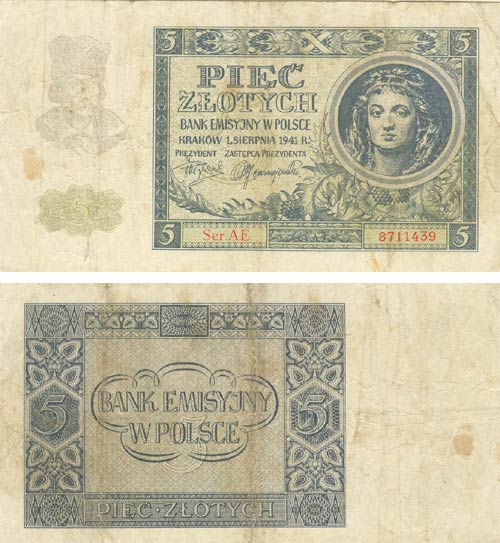 5 5
PIĘĆ
ZŁOTYCH
BANK EMISYJNY W POLSCE
KRAKÓW 1. SIERPNIA 1941 R.
PREZYDENT ZASTĘPCA PREZYDENTA
5
5 Ser. AE 8711439 5
BANK EMISYJNY
W POLSCE
5 5
PIĘĆ·ZŁOTYCH